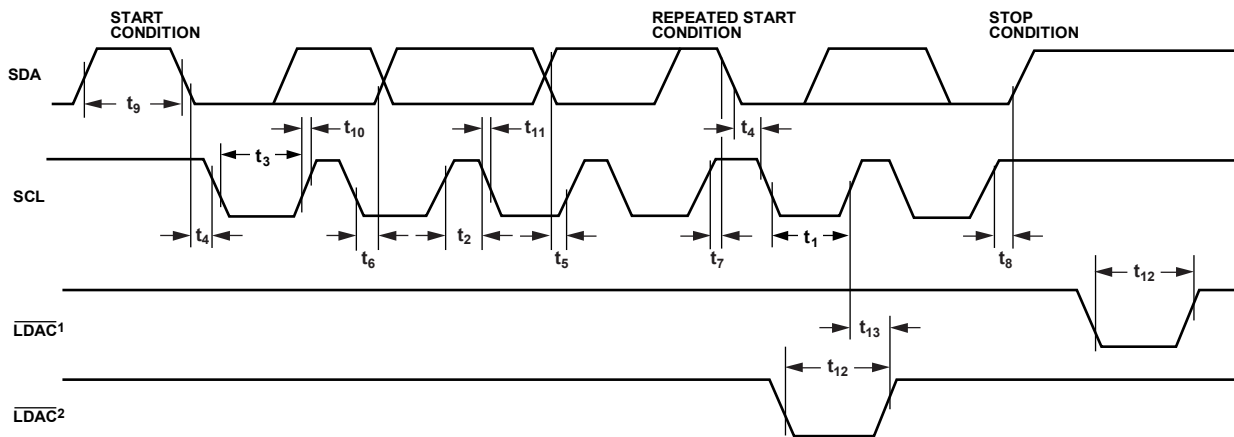 START
CONDITION
REPEATED START
CONDITION
STOP
CONDITION
SDA
t9
t10
t11
t4
t3
SCL
t4
t6
t2
t5
t7
t1
t8
t12
LDAC1
t13
t12
LDAC2